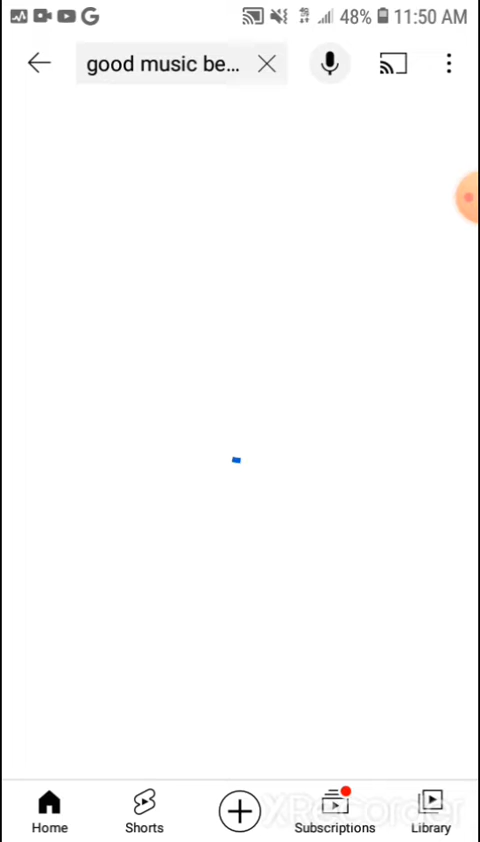 48% 11:50 AM
good music be...
Home
Shorts
Subscriptions
Library
XRecorder